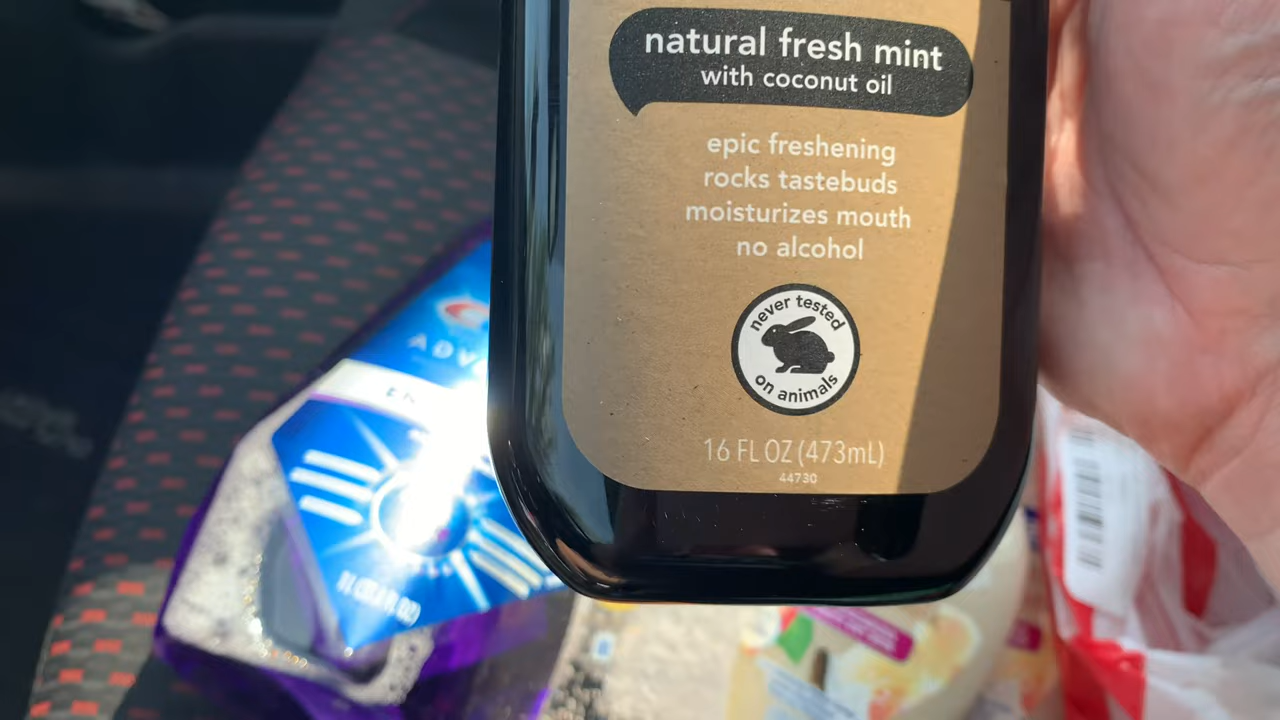 natural fresh mint
with coconut oil
epic freshening
rocks tastebuds
moisturizes mouth
no alcohol
never tested
on animals
16 FL OZ (473mL)
44730
ADV